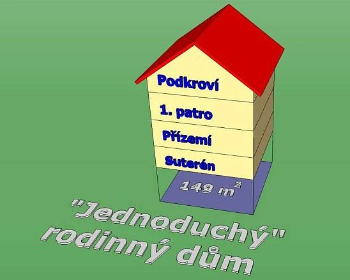 Podkroví
1. patro
Přízemí
Suterén
149 m²
"Jednoduchý"
rodinný dům